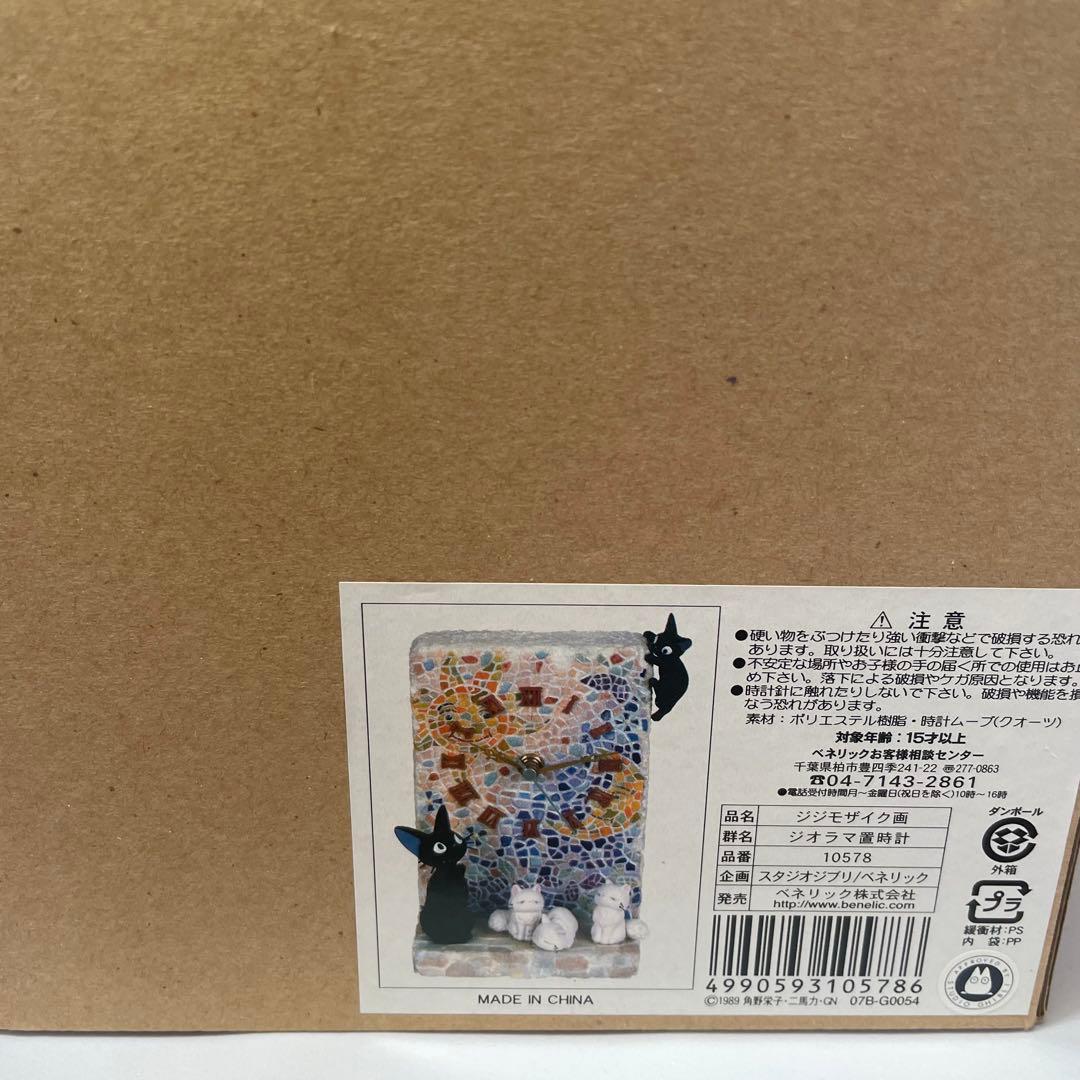 ⚠ 注意
●硬い物をぶつけたり強い衝撃などで破損する恐れ
あります。取り扱いには十分注意して下さい。
●不安定な場所やお子様の手の届く所での使用はお止
め下さい。落下による破損やケガ原因となります。
●時計針に触れたりしないで下さい。破損や機能を損
なう恐れがあります。
素材：ポリエステル樹脂・時計ムーブ(クオーツ)
対象年齢：15才以上
ベネリックお客様相談センター
千葉県柏市豊四季241-22 〠277-0863
☎04-7143-2861
●電話受付時間月～金曜日(祝日を除く)10時～16時
品名 ジジモザイク画
群名 ジオラマ置時計
品番 10578
企画 スタジオジブリ/ベネリック
発売 ベネリック株式会社
http://www.benelic.com
ダンボール
外箱
プラ
緩衝材:PS
内 袋:PP
4990593105786
©1989 角野栄子・二馬力・GN 07B-G0054
APPROVED BY STUDIO GHIBLI
MADE IN CHINA